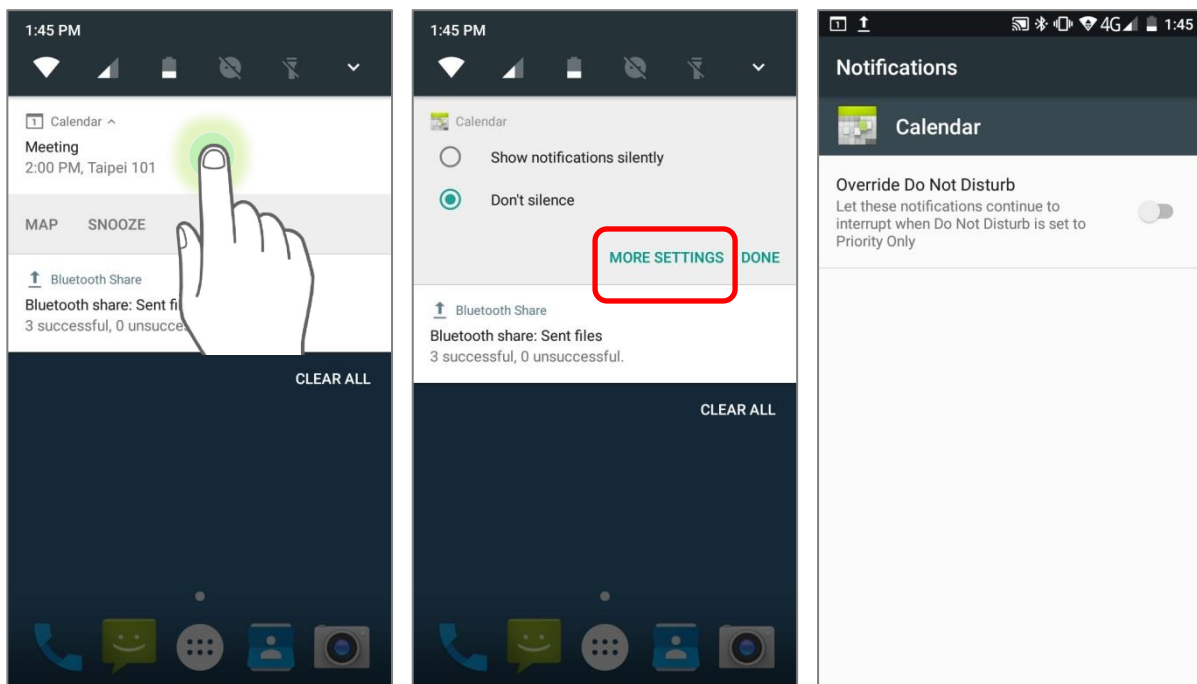 1:45 PM
1 Calendar
Meeting
2:00 PM, Taipei 101
MAP SNOOZE
Bluetooth Share
Bluetooth share: Sent
3 successful, 0
CLEAR ALL
1:45 PM
Calendar
Show notifications silently
Don't silence
MORE SETTINGS DONE
Bluetooth Share
Bluetooth share: Sent files
3 successful, 0 unsuccessful.
CLEAR ALL
1 4G 1:45
Notifications
Calendar
Override Do Not Disturb
Let these notifications continue to
interrupt when Do Not Disturb is set to
Priority Only